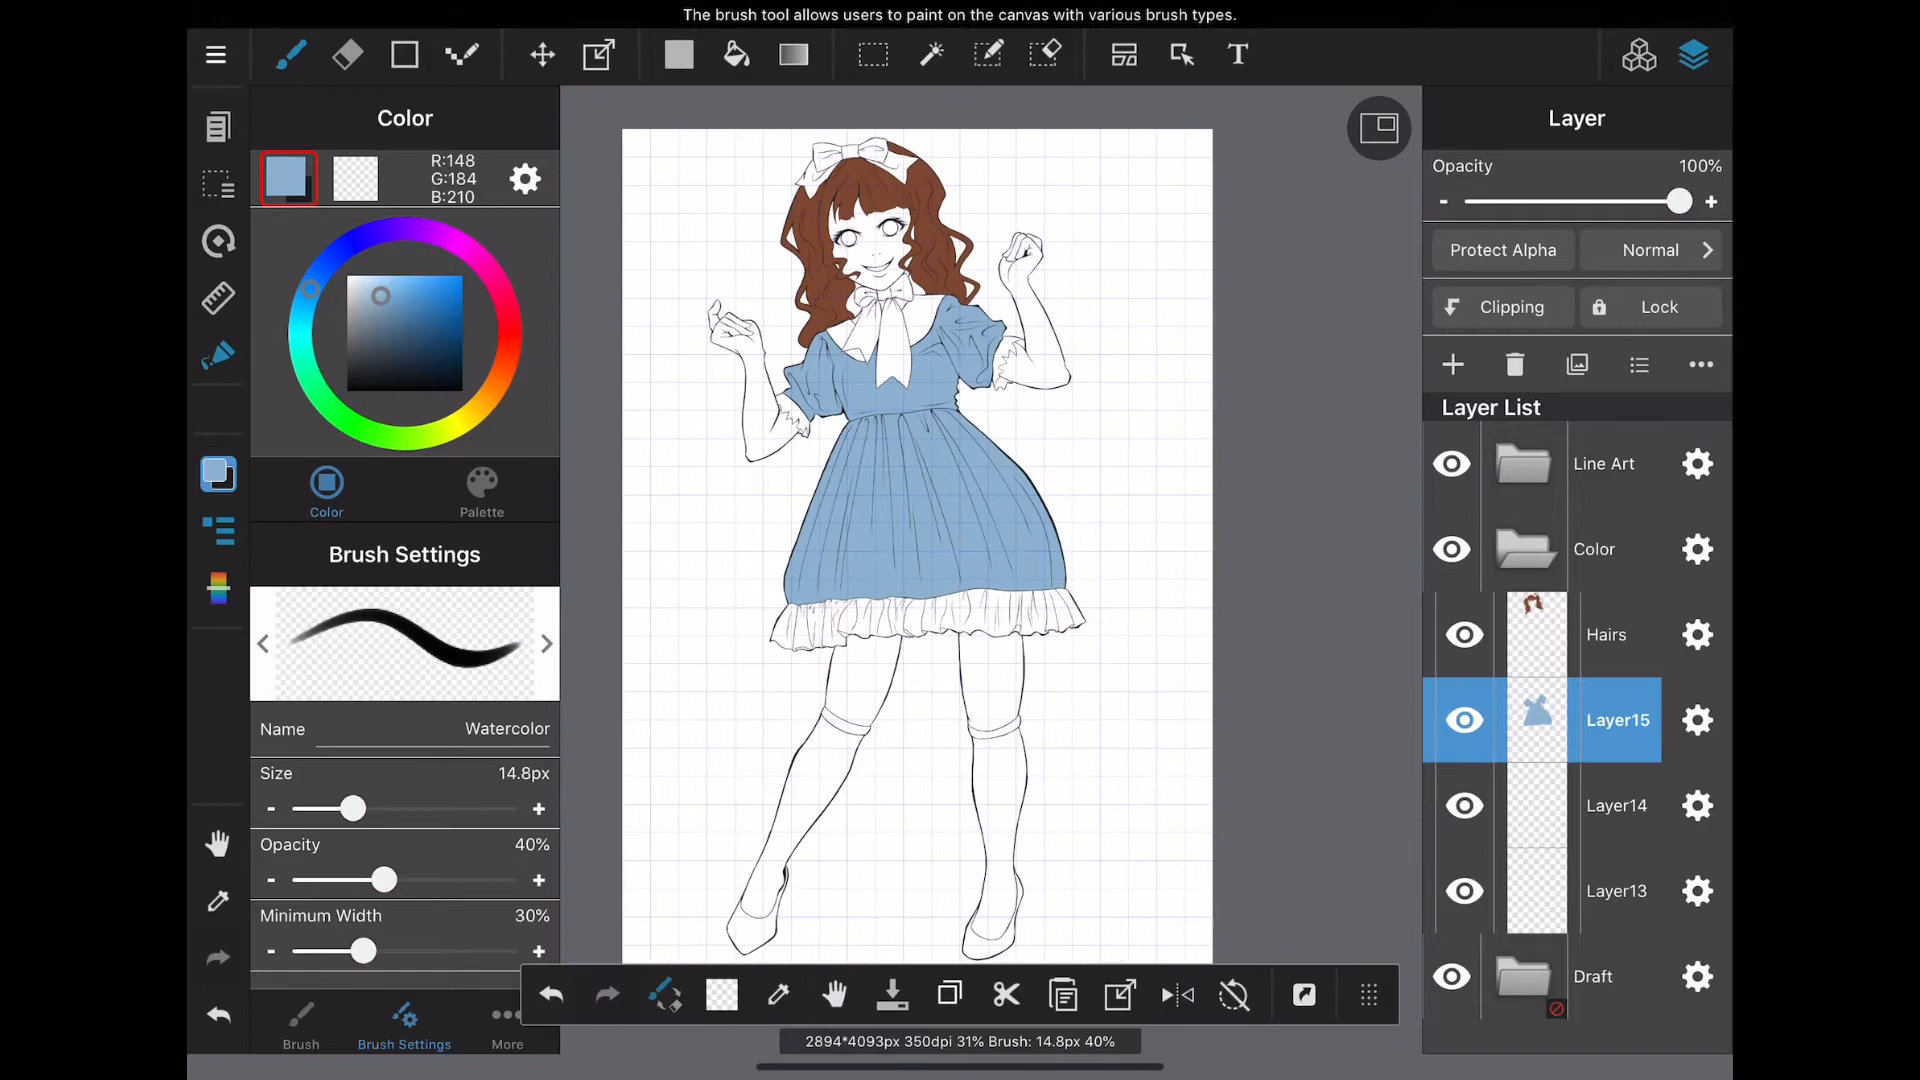 The brush tool allows users to paint on the canvas with various brush types.
T
Color
R:148
G:184
B:210
Color
Palette
Brush Settings
Name
Watercolor
Size
14.8px
-
+
Opacity
40%
-
+
Minimum Width
30%
-
+
Brush
Brush Settings
More
2894*4093px 350dpi 31% Brush: 14.8px 40%
Layer
Opacity
100%
-
+
Protect Alpha
Normal
Clipping
Lock
Layer List
Line Art
Color
Hairs
Layer15
Layer14
Layer13
Draft